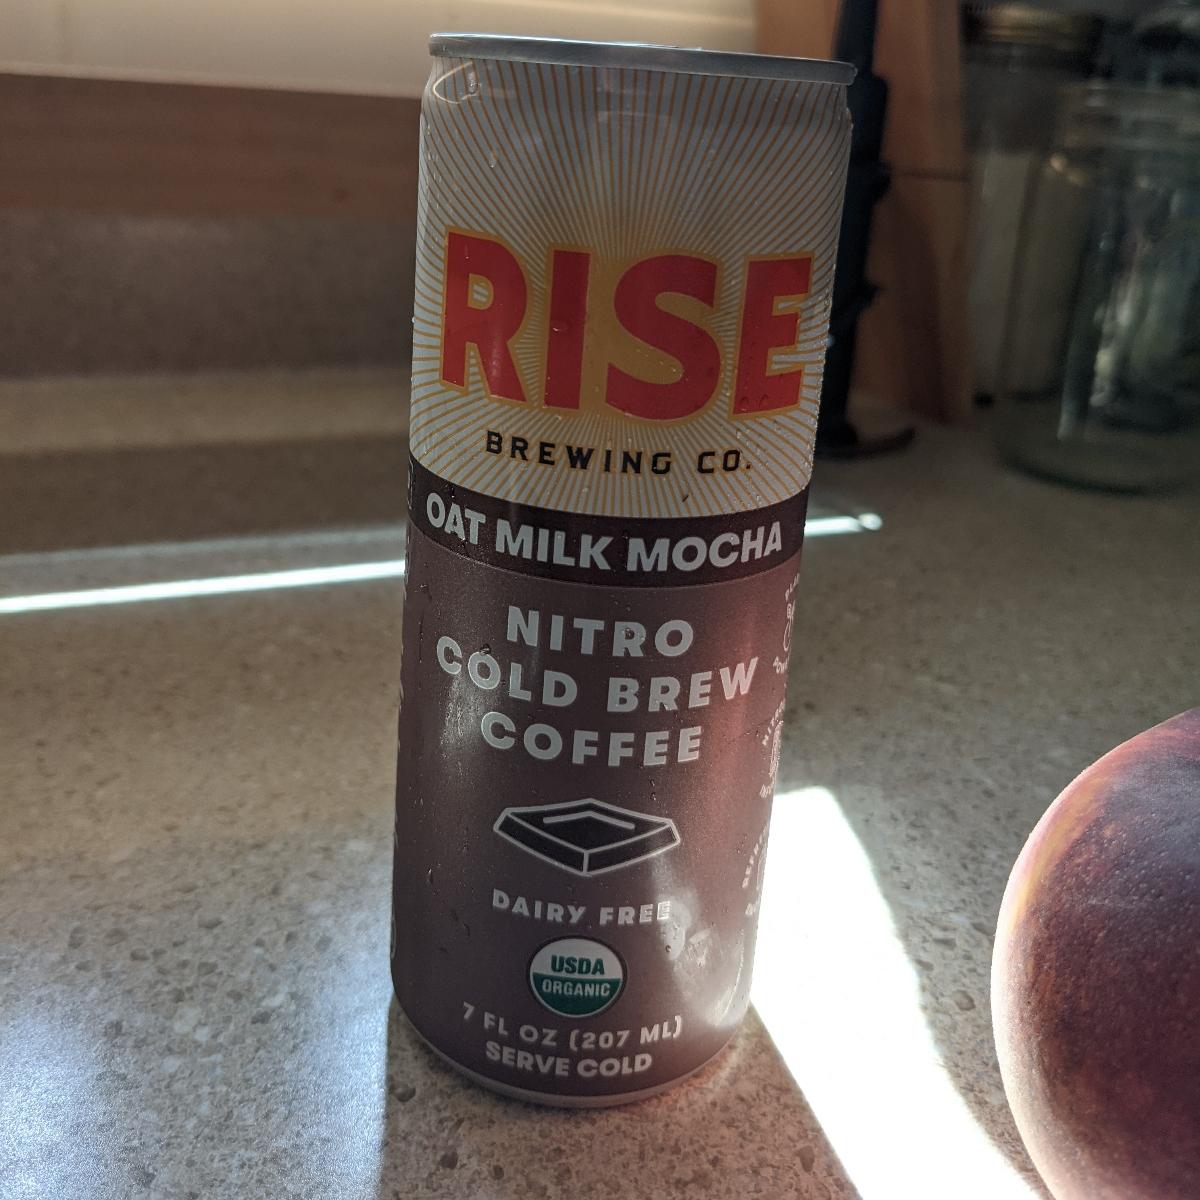 RISE
BREWING CO.
OAT MILK MOCHA
NITRO
COLD BREW
COFFEE
DAIRY FREE
USDA
ORGANIC
7 FL OZ (207 ML)
SERVE COLD